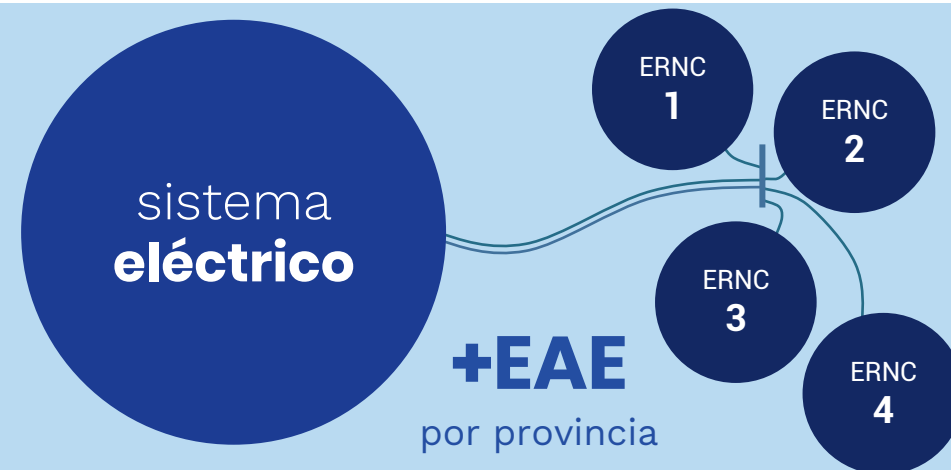 sistema
eléctrico
ERNC
1
ERNC
2
ERNC
3
ERNC
4
+EAE
por provincia